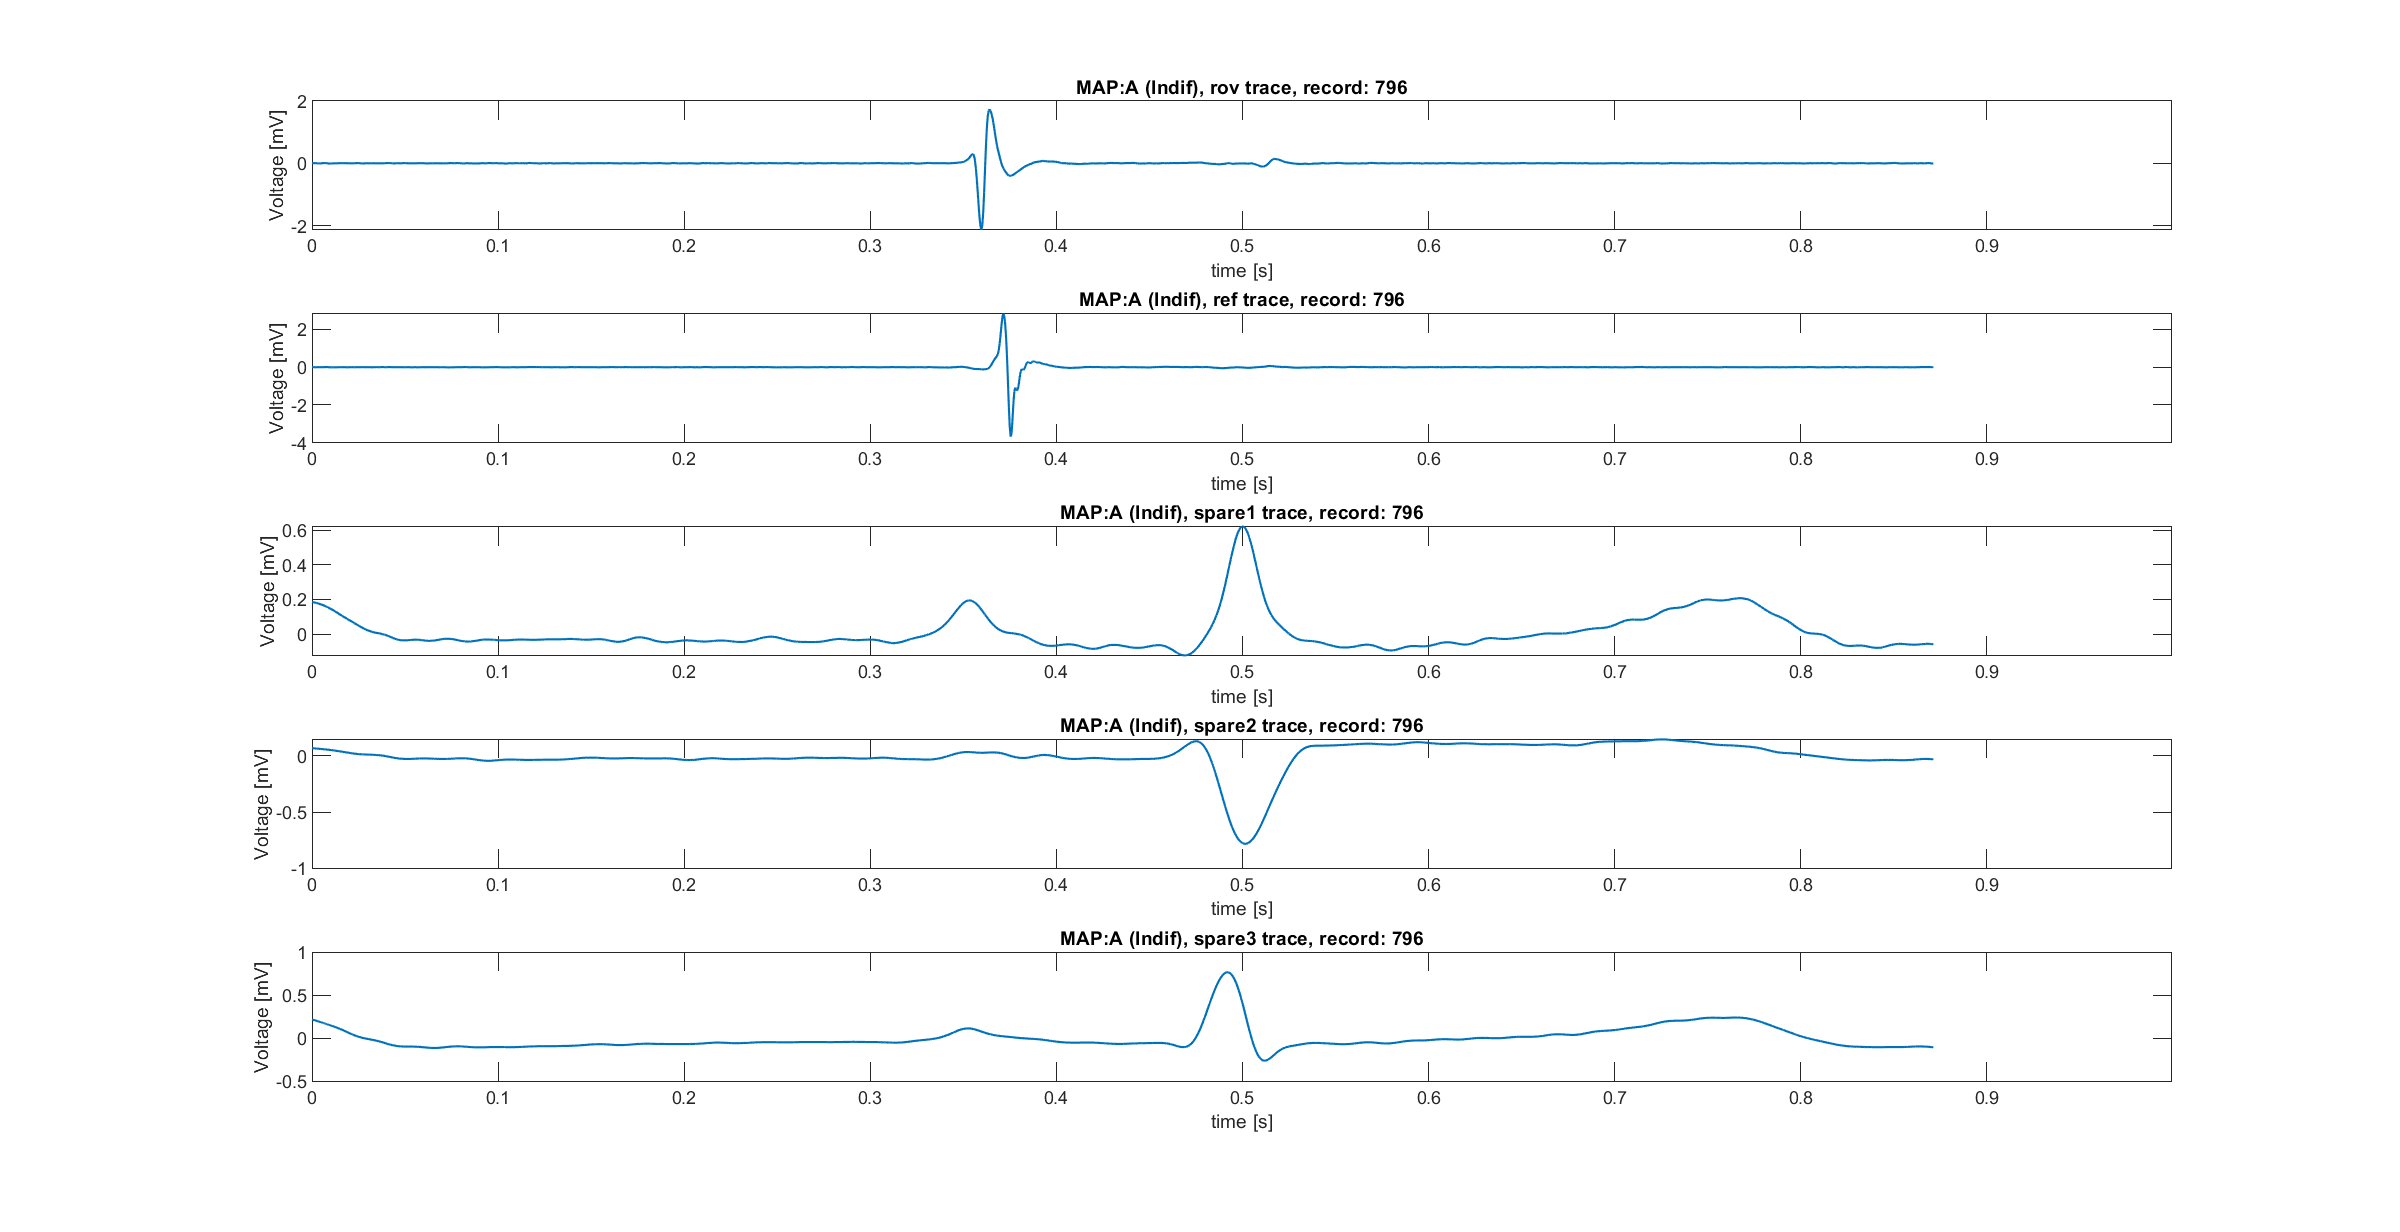 MAP:A (Indif), rov trace, record: 796
Voltage [mV]
2
0
-2
0 0.1 0.2 0.3 0.4 0.5 0.6 0.7 0.8 0.9
time [s]
MAP:A (Indif), ref trace, record: 796
Voltage [mV]
2
0
-2
-4
0 0.1 0.2 0.3 0.4 0.5 0.6 0.7 0.8 0.9
time [s]
MAP:A (Indif), spare1 trace, record: 796
Voltage [mV]
0.6
0.4
0.2
0
0 0.1 0.2 0.3 0.4 0.5 0.6 0.7 0.8 0.9
time [s]
MAP:A (Indif), spare2 trace, record: 796
Voltage [mV]
0
-0.5
-1
0 0.1 0.2 0.3 0.4 0.5 0.6 0.7 0.8 0.9
time [s]
MAP:A (Indif), spare3 trace, record: 796
Voltage [mV]
1
0.5
0
-0.5
0 0.1 0.2 0.3 0.4 0.5 0.6 0.7 0.8 0.9
time [s]